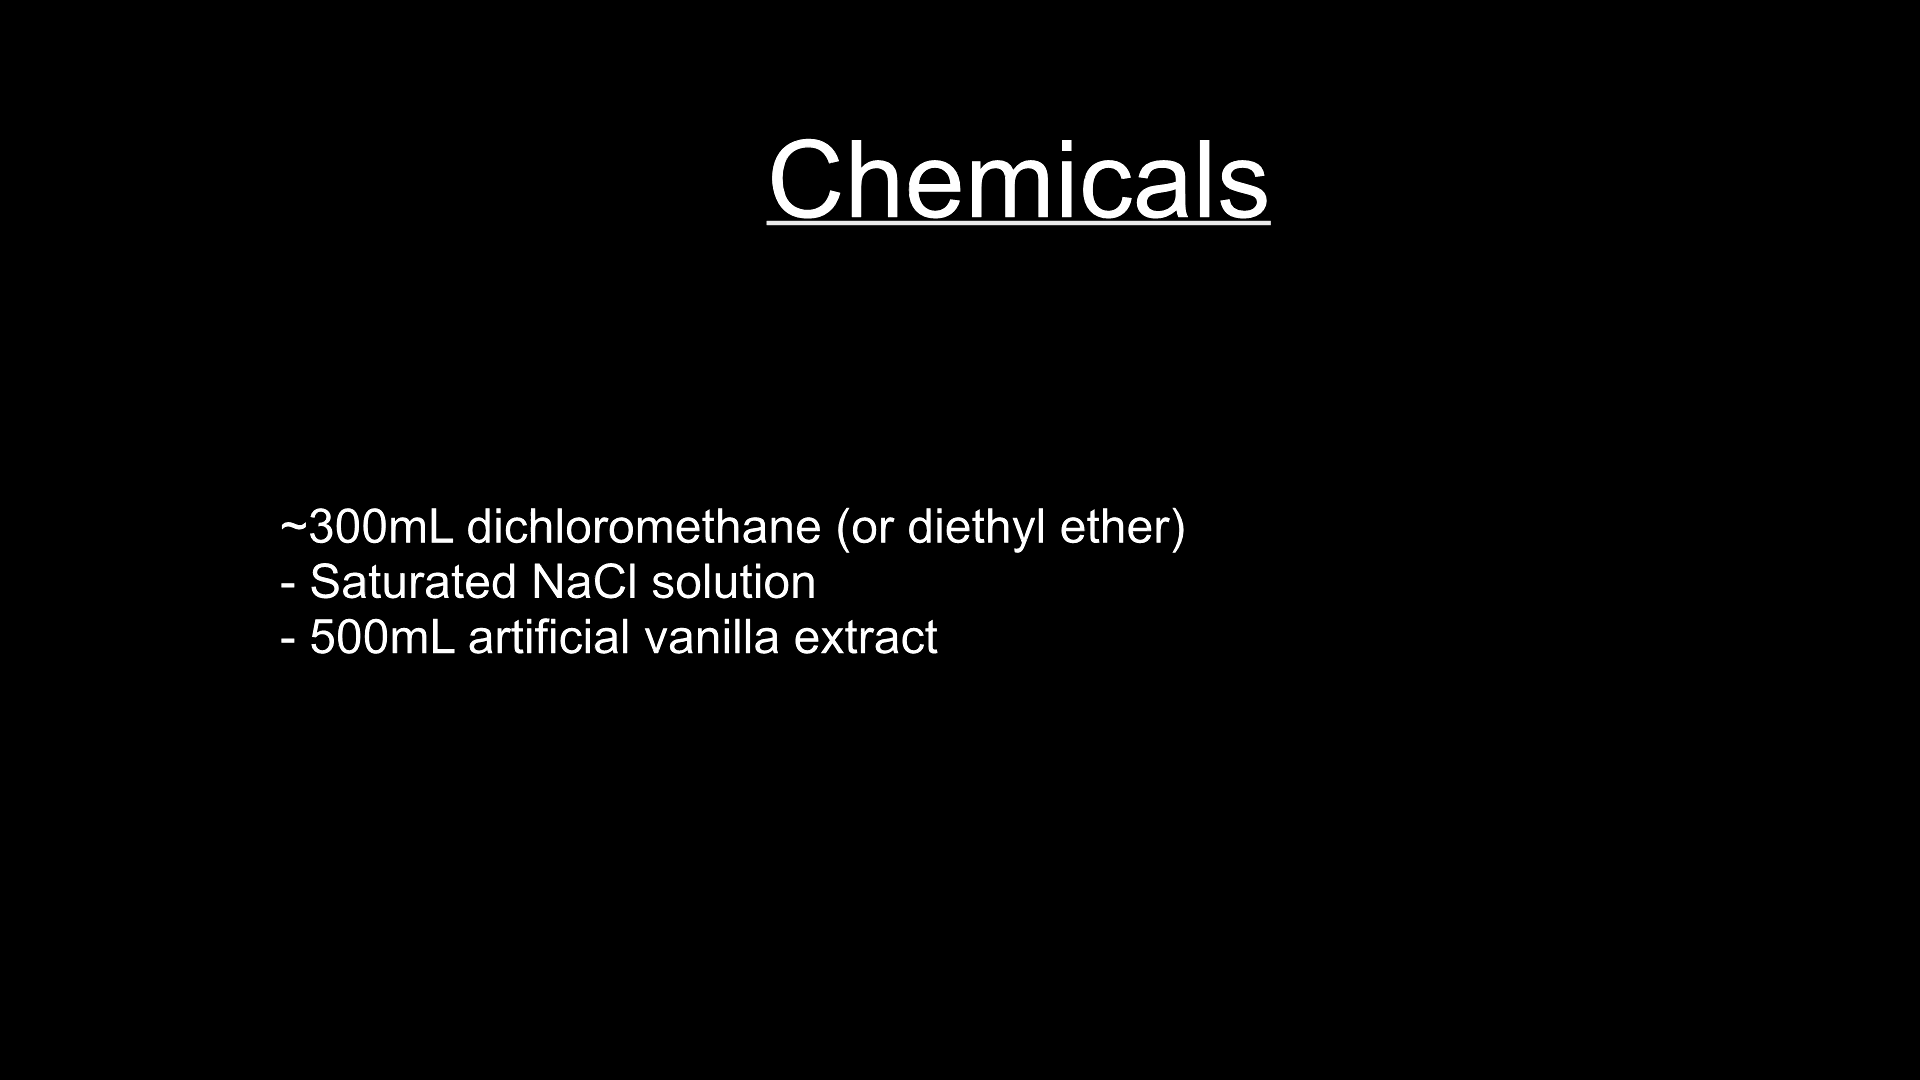 Chemicals
~300mL dichloromethane (or diethyl ether)
- Saturated NaCl solution
- 500mL artificial vanilla extract